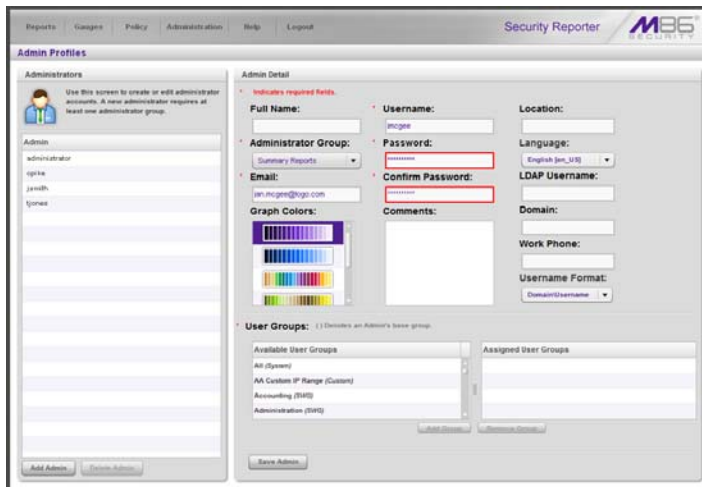 Reports Gauges Policy Administration Help Logout
Security Reporter
M86 SECURITY
Admin Profiles
Administrators
Use this screen to create or edit administrator
accounts. A new administrator requires at
least one administrator group.
Admin
administrator
cpike
jsmith
tjones
Add Admin Delete Admin
Admin Detail
* Indicates required fields.
Full Name:
* Username:
jmcgee
Location:
* Administrator Group:
Summary Reports
* Password:
**********
Language:
English [en_US]
* Email:
jan.mcgee@logo.com
* Confirm Password:
**********
LDAP Username:
Graph Colors:
Comments:
Domain:
Work Phone:
Username Format:
Domain\Username
* User Groups: ( ) Denotes an Admin's base group.
Available User Groups
All (System)
AA Custom IP Range (Custom)
Accounting (SWG)
Administration (SWG)
Assigned User Groups
Add Group Remove Group
Save Admin